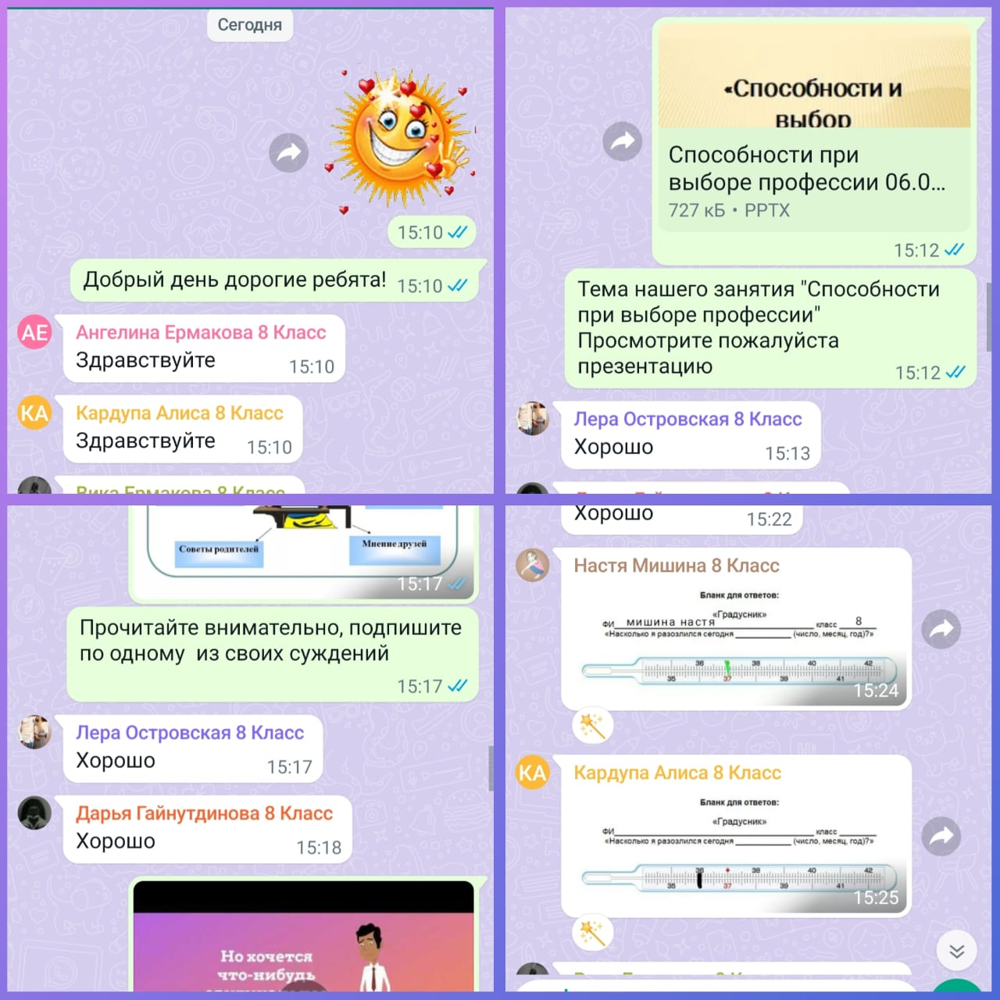 Сегодня
15:10
Добрый день дорогие ребята! 15:10
АЕ
Ангелина Ермакова 8 Класс
Здравствуйте 15:10
КА
Кардупа Алиса 8 Класс
Здравствуйте 15:10
Вика Ермакова 8 Класс
«Способности и
выбор
Способности при
выборе профессии 06.0...
727 кБ • PPTX
15:12
Тема нашего занятия "Способности
при выборе профессии"
Просмотрите пожалуйста
презентацию 15:12
Лера Островская 8 Класс
Хорошо 15:13
Советы родителей
Мнение друзей
15:17
Прочитайте внимательно, подпишите
по одному из своих суждений
15:17
Лера Островская 8 Класс
Хорошо 15:17
Дарья Гайнутдинова 8 Класс
Хорошо 15:18
Но хочется
что-нибудь
Хорошо 15:22
Настя Мишина 8 Класс
Бланк для ответов:
«Градусник»
ФИ мишина настя класс 8
«Насколько я разозлился сегодня (число, месяц, год)?»
36 38 40 42
35 37 39 41
15:24
КА
Кардупа Алиса 8 Класс
Бланк для ответов:
«Градусник»
ФИ класс
«Насколько я разозлился сегодня (число, месяц, год)?»
36 38 40 42
35 37 39 41
15:25